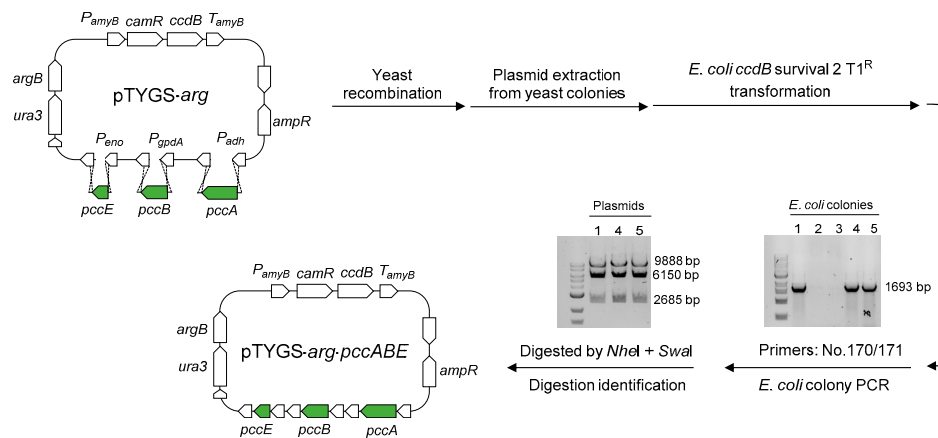 P_amyB camR ccdB T_amyB
argB
pTYGS-arg
ura3
ampR
P_eno P_gpdA P_adh
pccE pccB pccA
Yeast
recombination
Plasmid extraction
from yeast colonies
E. coli ccdB survival 2 T1^R
transformation
E. coli colonies
1 2 3 4 5
1693 bp
Primers: No.170/171
E. coli colony PCR
Plasmids
1 4 5
9888 bp
6150 bp
2685 bp
Digested by NheI + SwaI
Digestion identification
P_amyB camR ccdB T_amyB
argB
pTYGS-arg-pccABE
ura3
ampR
pccE pccB pccA